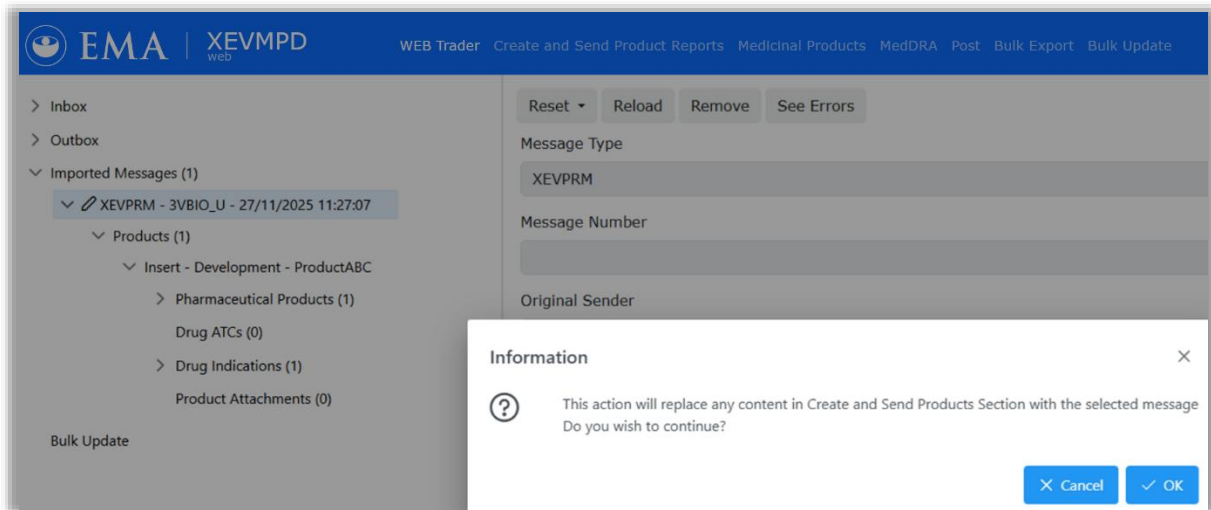 EMA | XEVMPD
web
WEB Trader Create and Send Product Reports Medicinal Products MedDRA Post Bulk Export Bulk Update
Inbox
Outbox
Imported Messages (1)
XEVPRM - 3VBIO_U - 27/11/2025 11:27:07
Products (1)
Insert - Development - ProductABC
Pharmaceutical Products (1)
Drug ATCs (0)
Drug Indications (1)
Product Attachments (0)
Bulk Update
Reset Reload Remove See Errors
Message Type
XEVPRM
Message Number
Original Sender
Information
This action will replace any content in Create and Send Products Section with the selected message
Do you wish to continue?
Cancel OK